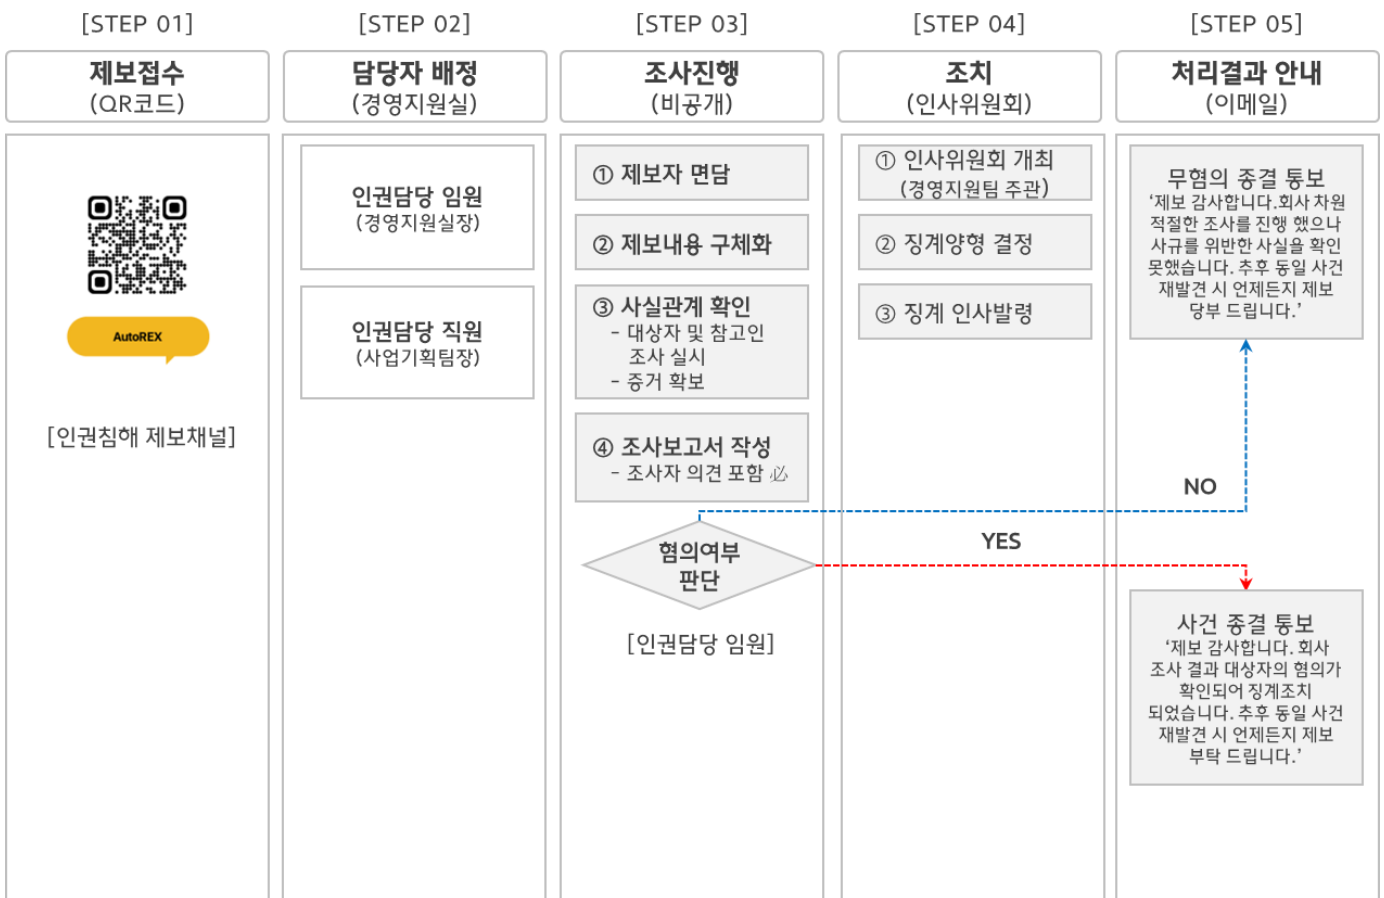 [STEP 01]
제보접수
(QR코드)
AutoREX
[인권침해 제보채널]
[STEP 02]
담당자 배정
(경영지원실)
인권담당 임원
(경영지원실장)
인권담당 직원
(사업기획팀장)
[STEP 03]
조사진행
(비공개)
① 제보자 면담
② 제보내용 구체화
③ 사실관계 확인
- 대상자 및 참고인
조사 실시
- 증거 확보
④ 조사보고서 작성
- 조사자 의견 포함 必
혐의여부
판단
[인권담당 임원]
[STEP 04]
조치
(인사위원회)
① 인사위원회 개최
(경영지원팀 주관)
② 징계양형 결정
③ 징계 인사발령
YES
[STEP 05]
처리결과 안내
(이메일)
무혐의 종결 통보
‘제보 감사합니다.회사 차원
적절한 조사를 진행 했으나
사규를 위반한 사실을 확인
못했습니다. 추후 동일 사건
재발견 시 언제든지 제보
당부 드립니다.’
NO
사건 종결 통보
‘제보 감사합니다. 회사
조사 결과 대상자의 혐의가
확인되어 징계조치
되었습니다. 추후 동일 사건
재발견 시 언제든지 제보
부탁 드립니다.’